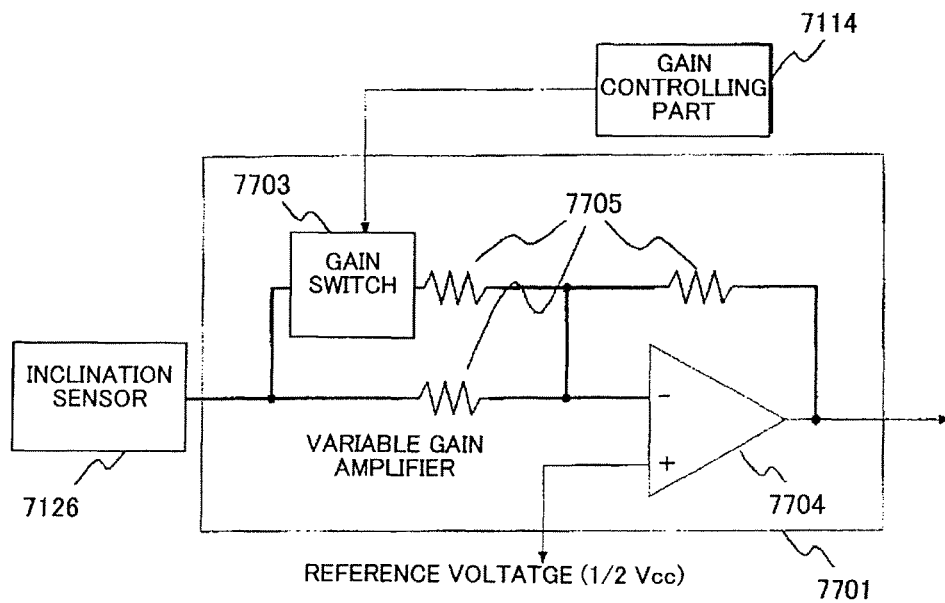 7114
GAIN
CONTROLLING
PART
7703
7705
GAIN
SWITCH
INCLINATION
SENSOR
-
VARIABLE GAIN
AMPLIFIER
+
7126
7704
REFERENCE VOLTATGE (1/2 Vcc)
7701